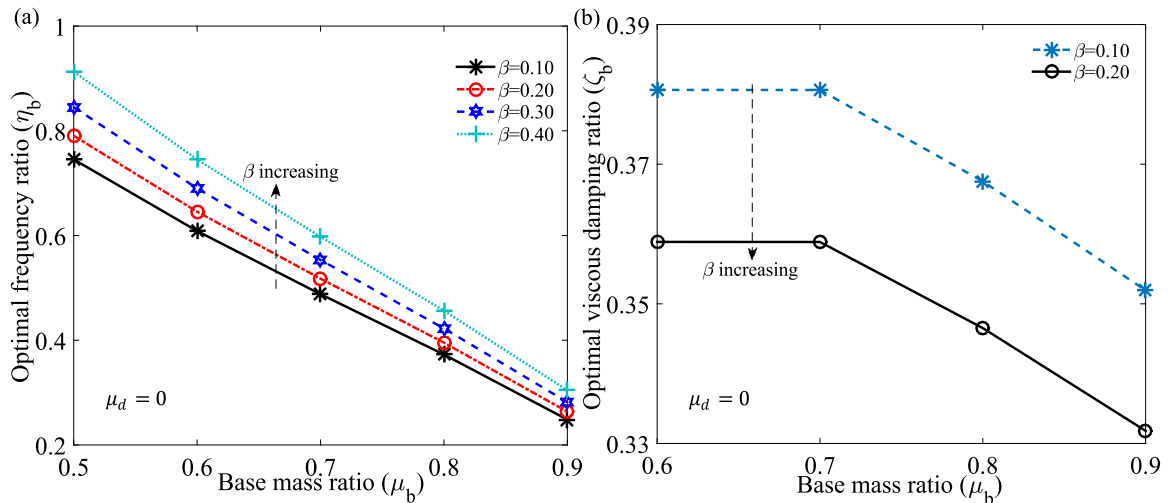 (a)
Optimal frequency ratio (η_b)
1
0.8
0.6
0.4
0.2
β=0.10
β=0.20
β=0.30
β=0.40
β increasing
μ_d = 0
0.5 0.6 0.7 0.8 0.9
Base mass ratio (μ_b)
(b)
Optimal viscous damping ratio (ζ_b)
0.39
0.37
0.35
0.33
β=0.10
β=0.20
β increasing
μ_d = 0
0.6 0.7 0.8 0.9
Base mass ratio (μ_b)